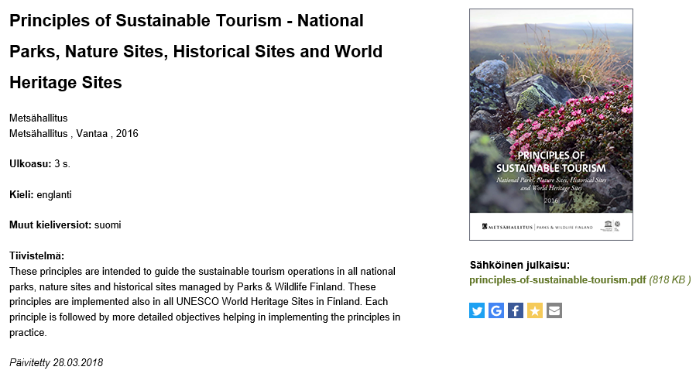 Principles of Sustainable Tourism - National
Parks, Nature Sites, Historical Sites and World
Heritage Sites
Metsähallitus
Metsähallitus , Vantaa , 2016
Ulkoasu: 3 s.
Kieli: englanti
Muut kieliversiot: suomi
Tiivistelmä:
These principles are intended to guide the sustainable tourism operations in all national
parks, nature sites and historical sites managed by Parks & Wildlife Finland. These
principles are implemented also in all UNESCO World Heritage Sites in Finland. Each
principle is followed by more detailed objectives helping in implementing the principles in
practice.
Päivitetty 28.03.2018
PRINCIPLES OF
SUSTAINABLE TOURISM
National Parks, Nature Sites, Historical Sites
and World Heritage Sites
2016
METSÄHALLITUS | PARKS & WILDLIFE FINLAND
Sähköinen julkaisu:
principles-of-sustainable-tourism.pdf (818 KB )